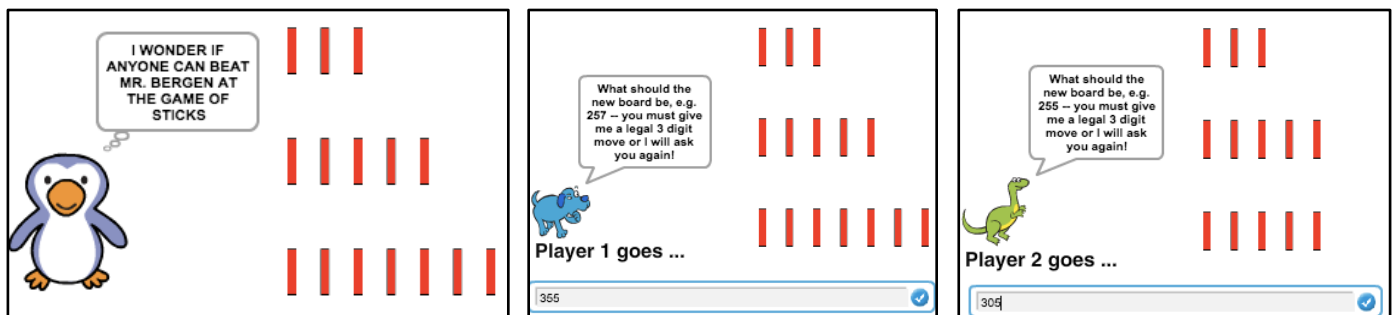 I WONDER IF
ANYONE CAN BEAT
MR. BERGEN AT
THE GAME OF
STICKS
What should the
new board be, e.g.
257 -- you must give
me a legal 3 digit
move or I will ask
you again!
Player 1 goes ...
355
What should the
new board be, e.g.
255 -- you must give
me a legal 3 digit
move or I will ask
you again!
Player 2 goes ...
305